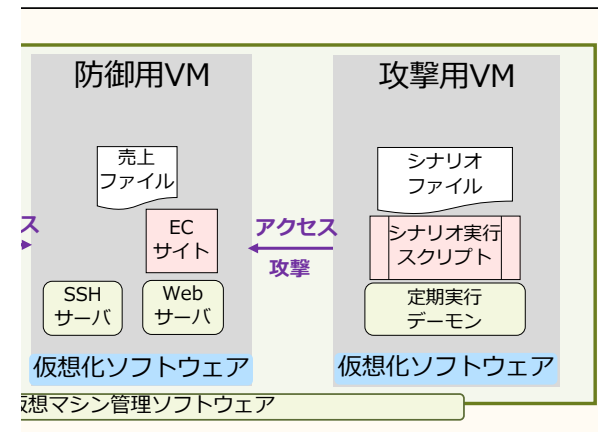 防御用VM
攻撃用VM
売上
ファイル
シナリオ
ファイル
ス
EC
サイト
アクセス
攻撃
シナリオ実行
スクリプト
SSH
サーバ
Web
サーバ
定期実行
デーモン
仮想化ソフトウェア
仮想化ソフトウェア
想マシン管理ソフトウェア